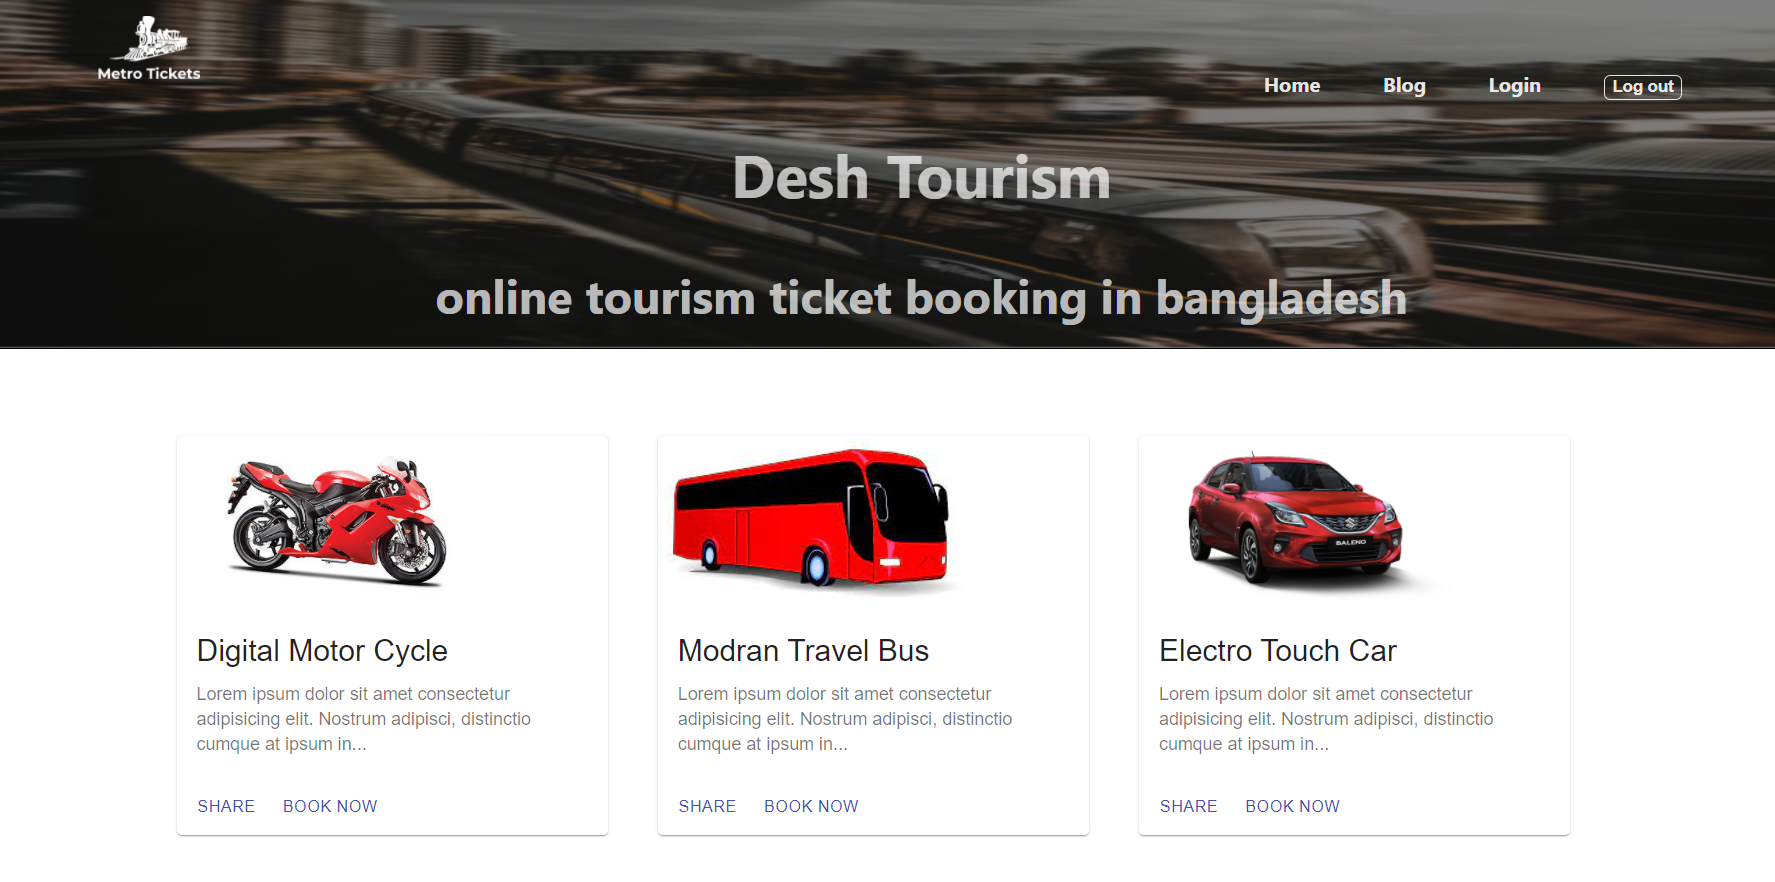 Metro Tickets
Home Blog Login Log out
Desh Tourism
online tourism ticket booking in bangladesh
BALENO
Digital Motor Cycle
Lorem ipsum dolor sit amet consectetur
adipisicing elit. Nostrum adipisci, distinctio
cumque at ipsum in...
SHARE BOOK NOW
Modran Travel Bus
Lorem ipsum dolor sit amet consectetur
adipisicing elit. Nostrum adipisci, distinctio
cumque at ipsum in...
SHARE BOOK NOW
Electro Touch Car
Lorem ipsum dolor sit amet consectetur
adipisicing elit. Nostrum adipisci, distinctio
cumque at ipsum in...
SHARE BOOK NOW